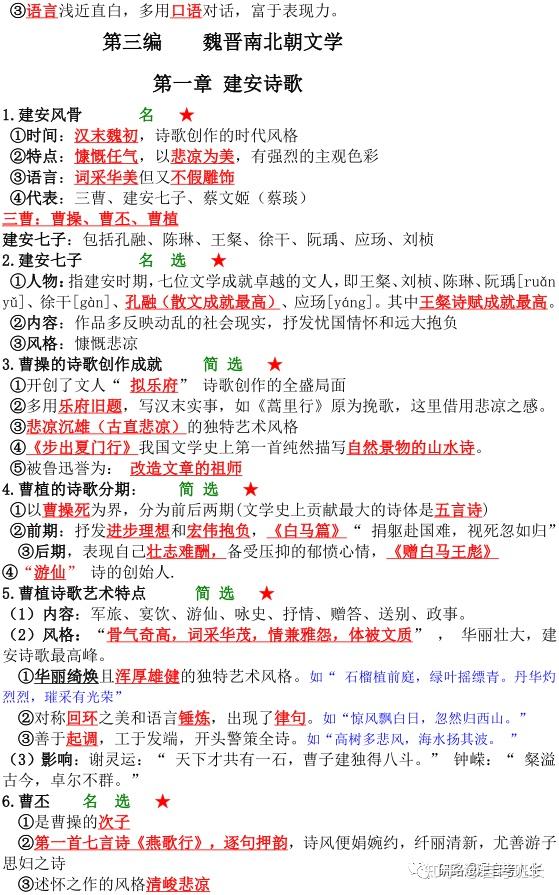 ③语言浅近直白，多用口语对话，富于表现力。
第三编 魏晋南北朝文学
第一章 建安诗歌
1.建安风骨 名 ★
①时间：汉末魏初，诗歌创作的时代风格
②特点：慷慨任气，以悲凉为美，有强烈的主观色彩
③语言：词采华美但又不假雕饰
④代表：三曹、建安七子、蔡文姬（蔡琰）
三曹：曹操、曹丕、曹植
建安七子：包括孔融、陈琳、王粲、徐干、阮瑀、应玚、刘桢
2.建安七子 名 选 ★
①人物：指建安时期，七位文学成就卓越的文人，即王粲、刘桢、陈琳、阮瑀[ruǎn
yǔ]、徐干[gàn]、孔融（散文成就最高）、应玚[yáng]。其中王粲诗赋成就最高。
②内容：作品多反映动乱的社会现实，抒发忧国情怀和远大抱负
③风格：慷慨悲凉
3.曹操的诗歌创作成就 简 选 ★
①开创了文人“ 拟乐府” 诗歌创作的全盛局面
②多用乐府旧题，写汉末实事，如《蒿里行》原为挽歌，这里借用悲凉之感。
③悲凉沉雄（古直悲凉）的独特艺术风格
④《步出夏门行》我国文学史上第一首纯然描写自然景物的山水诗。
⑤被鲁迅誉为： 改造文章的祖师
4.曹植的诗歌分期： 简 选 ★
①以曹操死为界，分为前后两期(文学史上贡献最大的诗体是五言诗)
②前期：抒发进步理想和宏伟抱负，《白马篇》“ 捐躯赴国难，视死忽如归”
③后期，表现自己壮志难酬，备受压抑的郁愤心情，《赠白马王彪》
④“游仙” 诗的创始人.
5.曹植诗歌艺术特点 简 选 ★
（1）内容：军旅、宴饮、游仙、咏史、抒情、赠答、送别、政事。
（2）风格：“骨气奇高，词采华茂，情兼雅怨，体被文质” ， 华丽壮大，建
安诗歌最高峰。
①华丽绮焕且浑厚雄健的独特艺术风格。如“ 石榴植前庭，绿叶摇缥青。丹华灼
烈烈，璀采有光荣”
②对称回环之美和语言锤炼，出现了律句。如“惊风飘白日，忽然归西山。”
③善于起调，工于发端，开头警策全诗。如“高树多悲风，海水扬其波。 ”
（3）影响：谢灵运：“ 天下才共有一石，曹子建独得八斗。” 钟嵘：“ 粲溢
古今，卓尔不群。”
6.曹丕 名 选 ★
①是曹操的次子
②第一首七言诗《燕歌行》，逐句押韵，诗风便娟婉约，纤丽清新，尤善游子
思妇之诗
③述怀之作的风格清峻悲凉